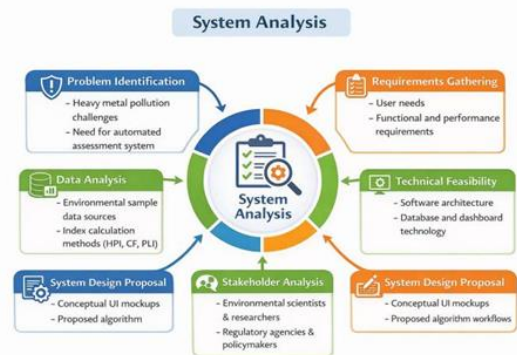 System Analysis
Problem Identification
- Heavy metal pollution
challenges
- Need for automated
assessment system
Requirements Gathering
- User needs
- Functional and performance
requirements
Data Analysis
- Environmental sample
data sources
- Index calculation
methods (HPI, CF, PLI)
System
Analysis
Technical Feasibility
- Software architecture
- Database and dashboard
technology
System Design Proposal
- Conceptual UI mockups
- Proposed algorithm
Stakeholder Analysis
- Environmental scientists
& researchers
- Regulatory agencies &
policymakers
System Design Proposal
- Conceptual UI mockups
- Proposed algorithm workflows